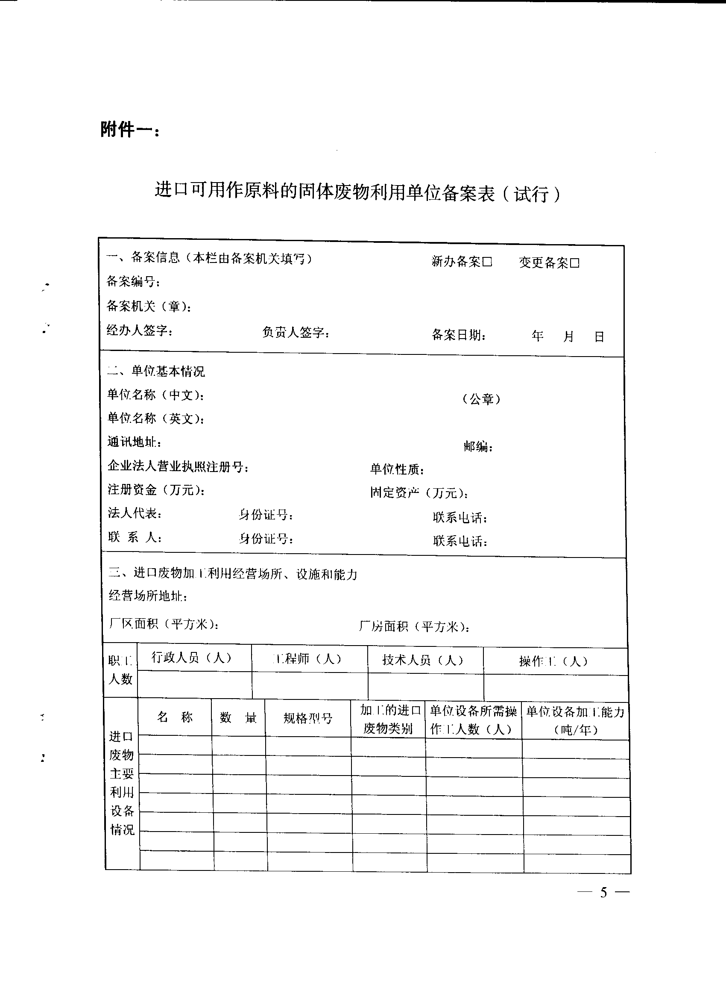 附件一：
进口可用作原料的固体废物利用单位备案表（试行）
一、备案信息（本栏由备案机关填写） 新办备案□ 变更备案□
备案编号：
备案机关（章）：
经办人签字： 负责人签字： 备案日期： 年 月 日
二、单位基本情况
单位名称（中文）： （公章）
单位名称（英文）：
通讯地址： 邮编：
企业法人营业执照注册号： 单位性质：
注册资金（万元）： 固定资产（万元）：
法人代表： 身份证号： 联系电话：
联 系 人： 身份证号： 联系电话：
三、进口废物加工利用经营场所、设施和能力
经营场所地址：
厂区面积（平方米）： 厂房面积（平方米）：
职工人数
行政人员（人） 工程师（人） 技术人员（人） 操作工（人）
进口
废物
主要
利用
设备
情况
名 称 数 量 规格型号 加工的进口废物类别 单位设备所需操作工人数（人） 单位设备加工能力（吨/年）
— 5 —